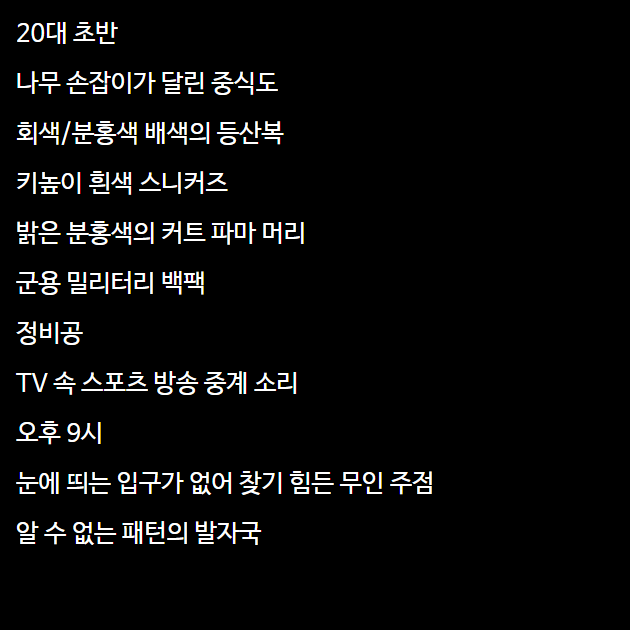 20대 초반
나무 손잡이가 달린 중식도
회색/분홍색 배색의 등산복
키높이 흰색 스니커즈
밝은 분홍색의 커트 파마 머리
군용 밀리터리 백팩
정비공
TV 속 스포츠 방송 중계 소리
오후 9시
눈에 띄는 입구가 없어 찾기 힘든 무인 주점
알 수 없는 패턴의 발자국